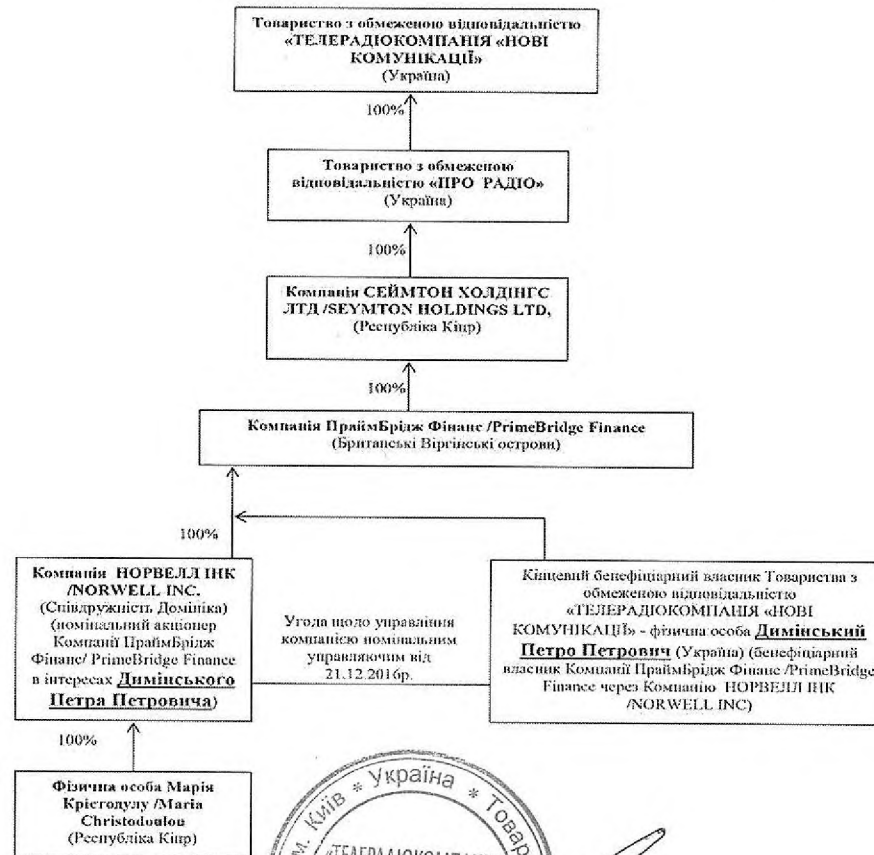 Товариство з обмеженою відповідальністю
«ТЕЛЕРАДІОКОМПАНІЯ «НОВІ
КОМУНІКАЦІЇ»
(Україна)
100%
Товариство з обмеженою
відповідальністю «ПРО РАДІО»
(Україна)
100%
Компанія СЕЙМТОН ХОЛДІНГС
ЛТД /SEYMTON HOLDINGS LTD,
(Республіка Кіпр)
100%
Компанія ПраймБрідж Фінанс /PrimeBridge Finance
(Британські Віргінські острови)
100%
Компанія НОРВЕЛЛ ІНК
/NORWELL INC.
(Співдружність Домініка)
(номінальний акціонер
Компанії ПраймБрідж
Фінанс/ PrimeBridge Finance
в інтересах Димінського
Петра Петровича)
Угода щодо управління
компанією номінальним
управляючим від
21.12.2016р.
Кінцевий бенефіціарний власник Товариства з
обмеженою відповідальністю
«ТЕЛЕРАДІОКОМПАНІЯ «НОВІ
КОМУНІКАЦІЇ» - фізична особа Димінський
Петро Петрович (Україна) (бенефіціарний
власник Компанії ПраймБрідж Фінанс /PrimeBridge
Finance через Компанію НОРВЕЛЛ ІНК
/NORWELL INC)
100%
Фізична особа Марія
Крістодулу /Maria
Christodoulou
(Республіка Кіпр)
м. Київ * Україна *